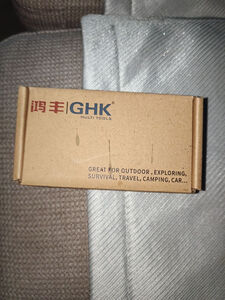 鸿丰|GHK
MULTI TOOLS
GREAT FOR OUTDOOR, EXPLORING,
SURVIVAL, TRAVEL, CAMPING, CAR...